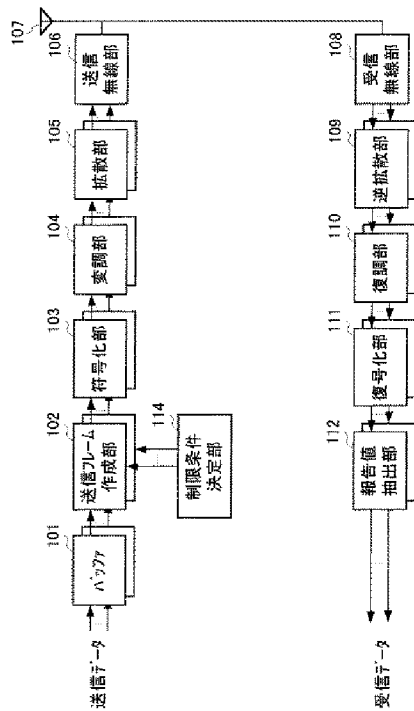 107
106
送信
無線部
105
拡散部
104
変調部
103
符号化部
102
送信フレーム
作成部
101
バッファ
送信データ
114
制限条件
決定部
108
受信
無線部
109
逆拡散部
110
復調部
111
復号化部
112
報告値
抽出部
受信データ